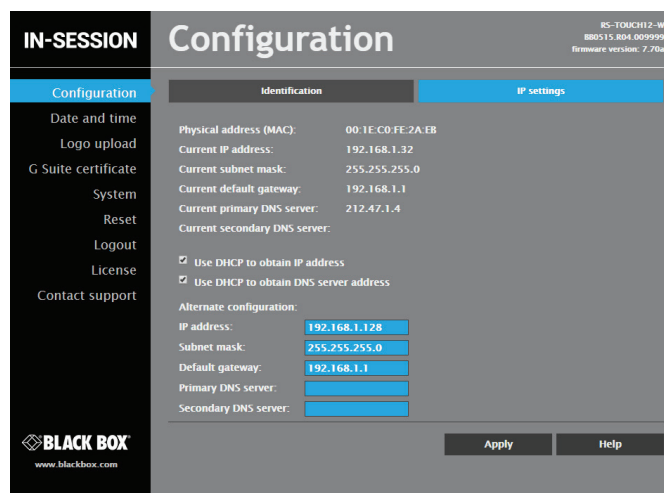 IN-SESSION
Configuration
RS-TOUCH12-W
880515.R04.009999
firmware version: 7.70a
Configuration
Date and time
Logo upload
G Suite certificate
System
Reset
Logout
License
Contact support
BLACK BOX®
www.blackbox.com
Identification
IP settings
Physical address (MAC): 00:1E:C0:FE:2A:EB
Current IP address: 192.168.1.32
Current subnet mask: 255.255.255.0
Current default gateway: 192.168.1.1
Current primary DNS server: 212.47.1.4
Current secondary DNS server:
Use DHCP to obtain IP address
Use DHCP to obtain DNS server address
Alternate configuration:
IP address: 192.168.1.128
Subnet mask: 255.255.255.0
Default gateway: 192.168.1.1
Primary DNS server:
Secondary DNS server:
Apply
Help